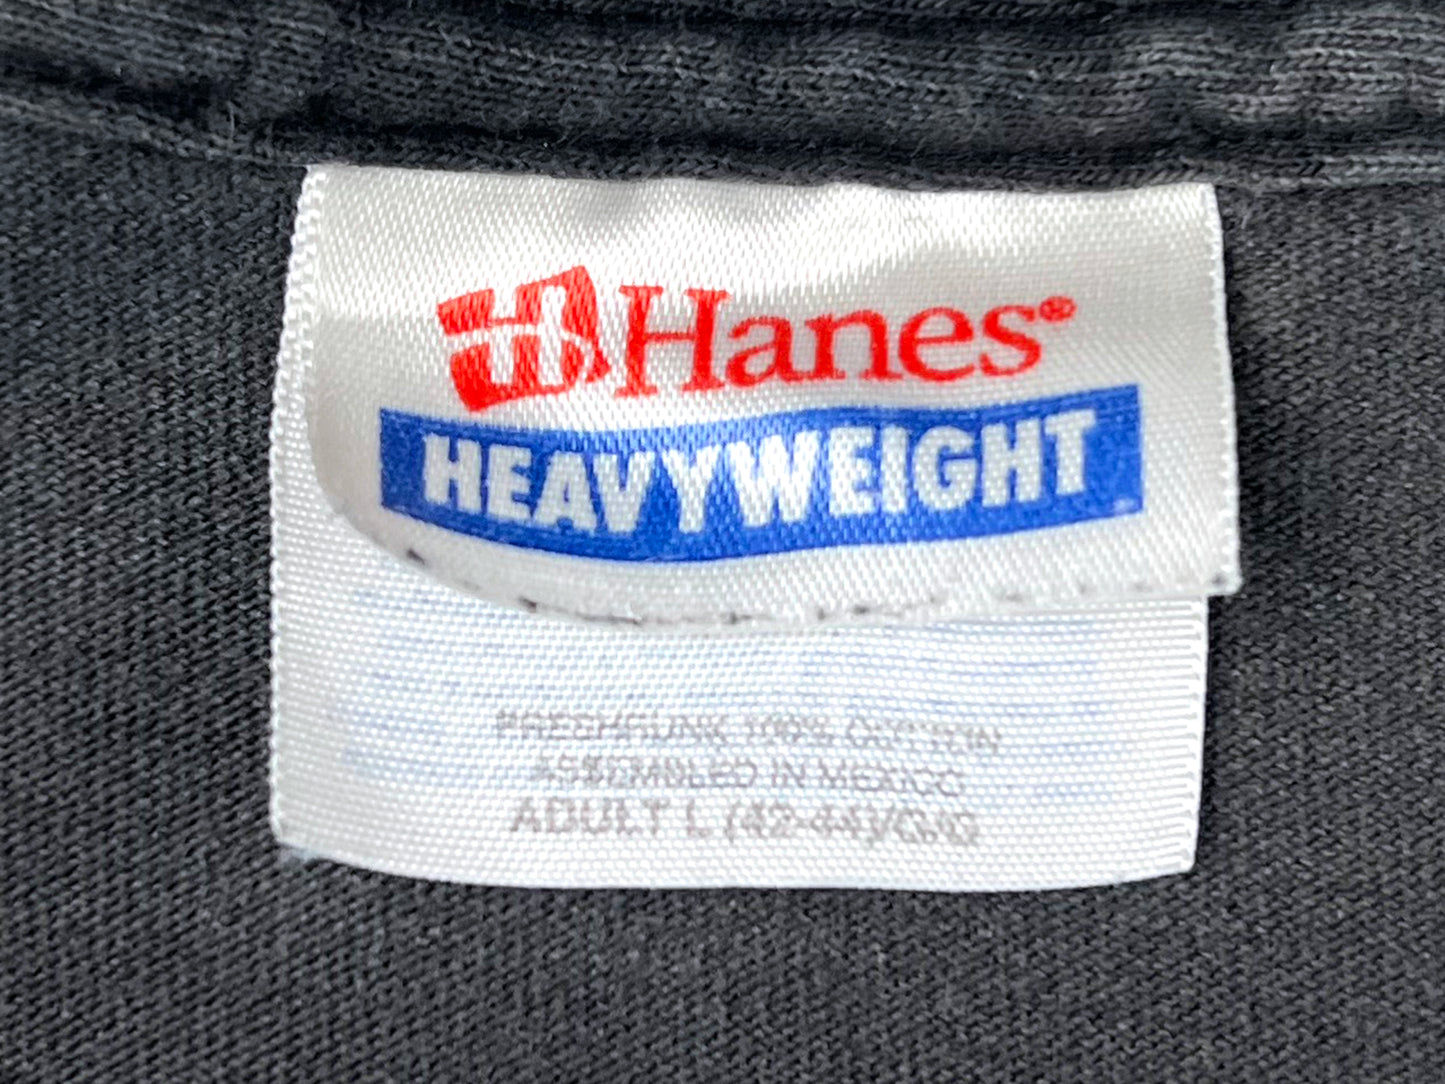 Hanes®
HEAVYWEIGHT
PRESHRUNK 100% COTTON
ASSEMBLED IN MEXICO
ADULT L (42-44)/G/G